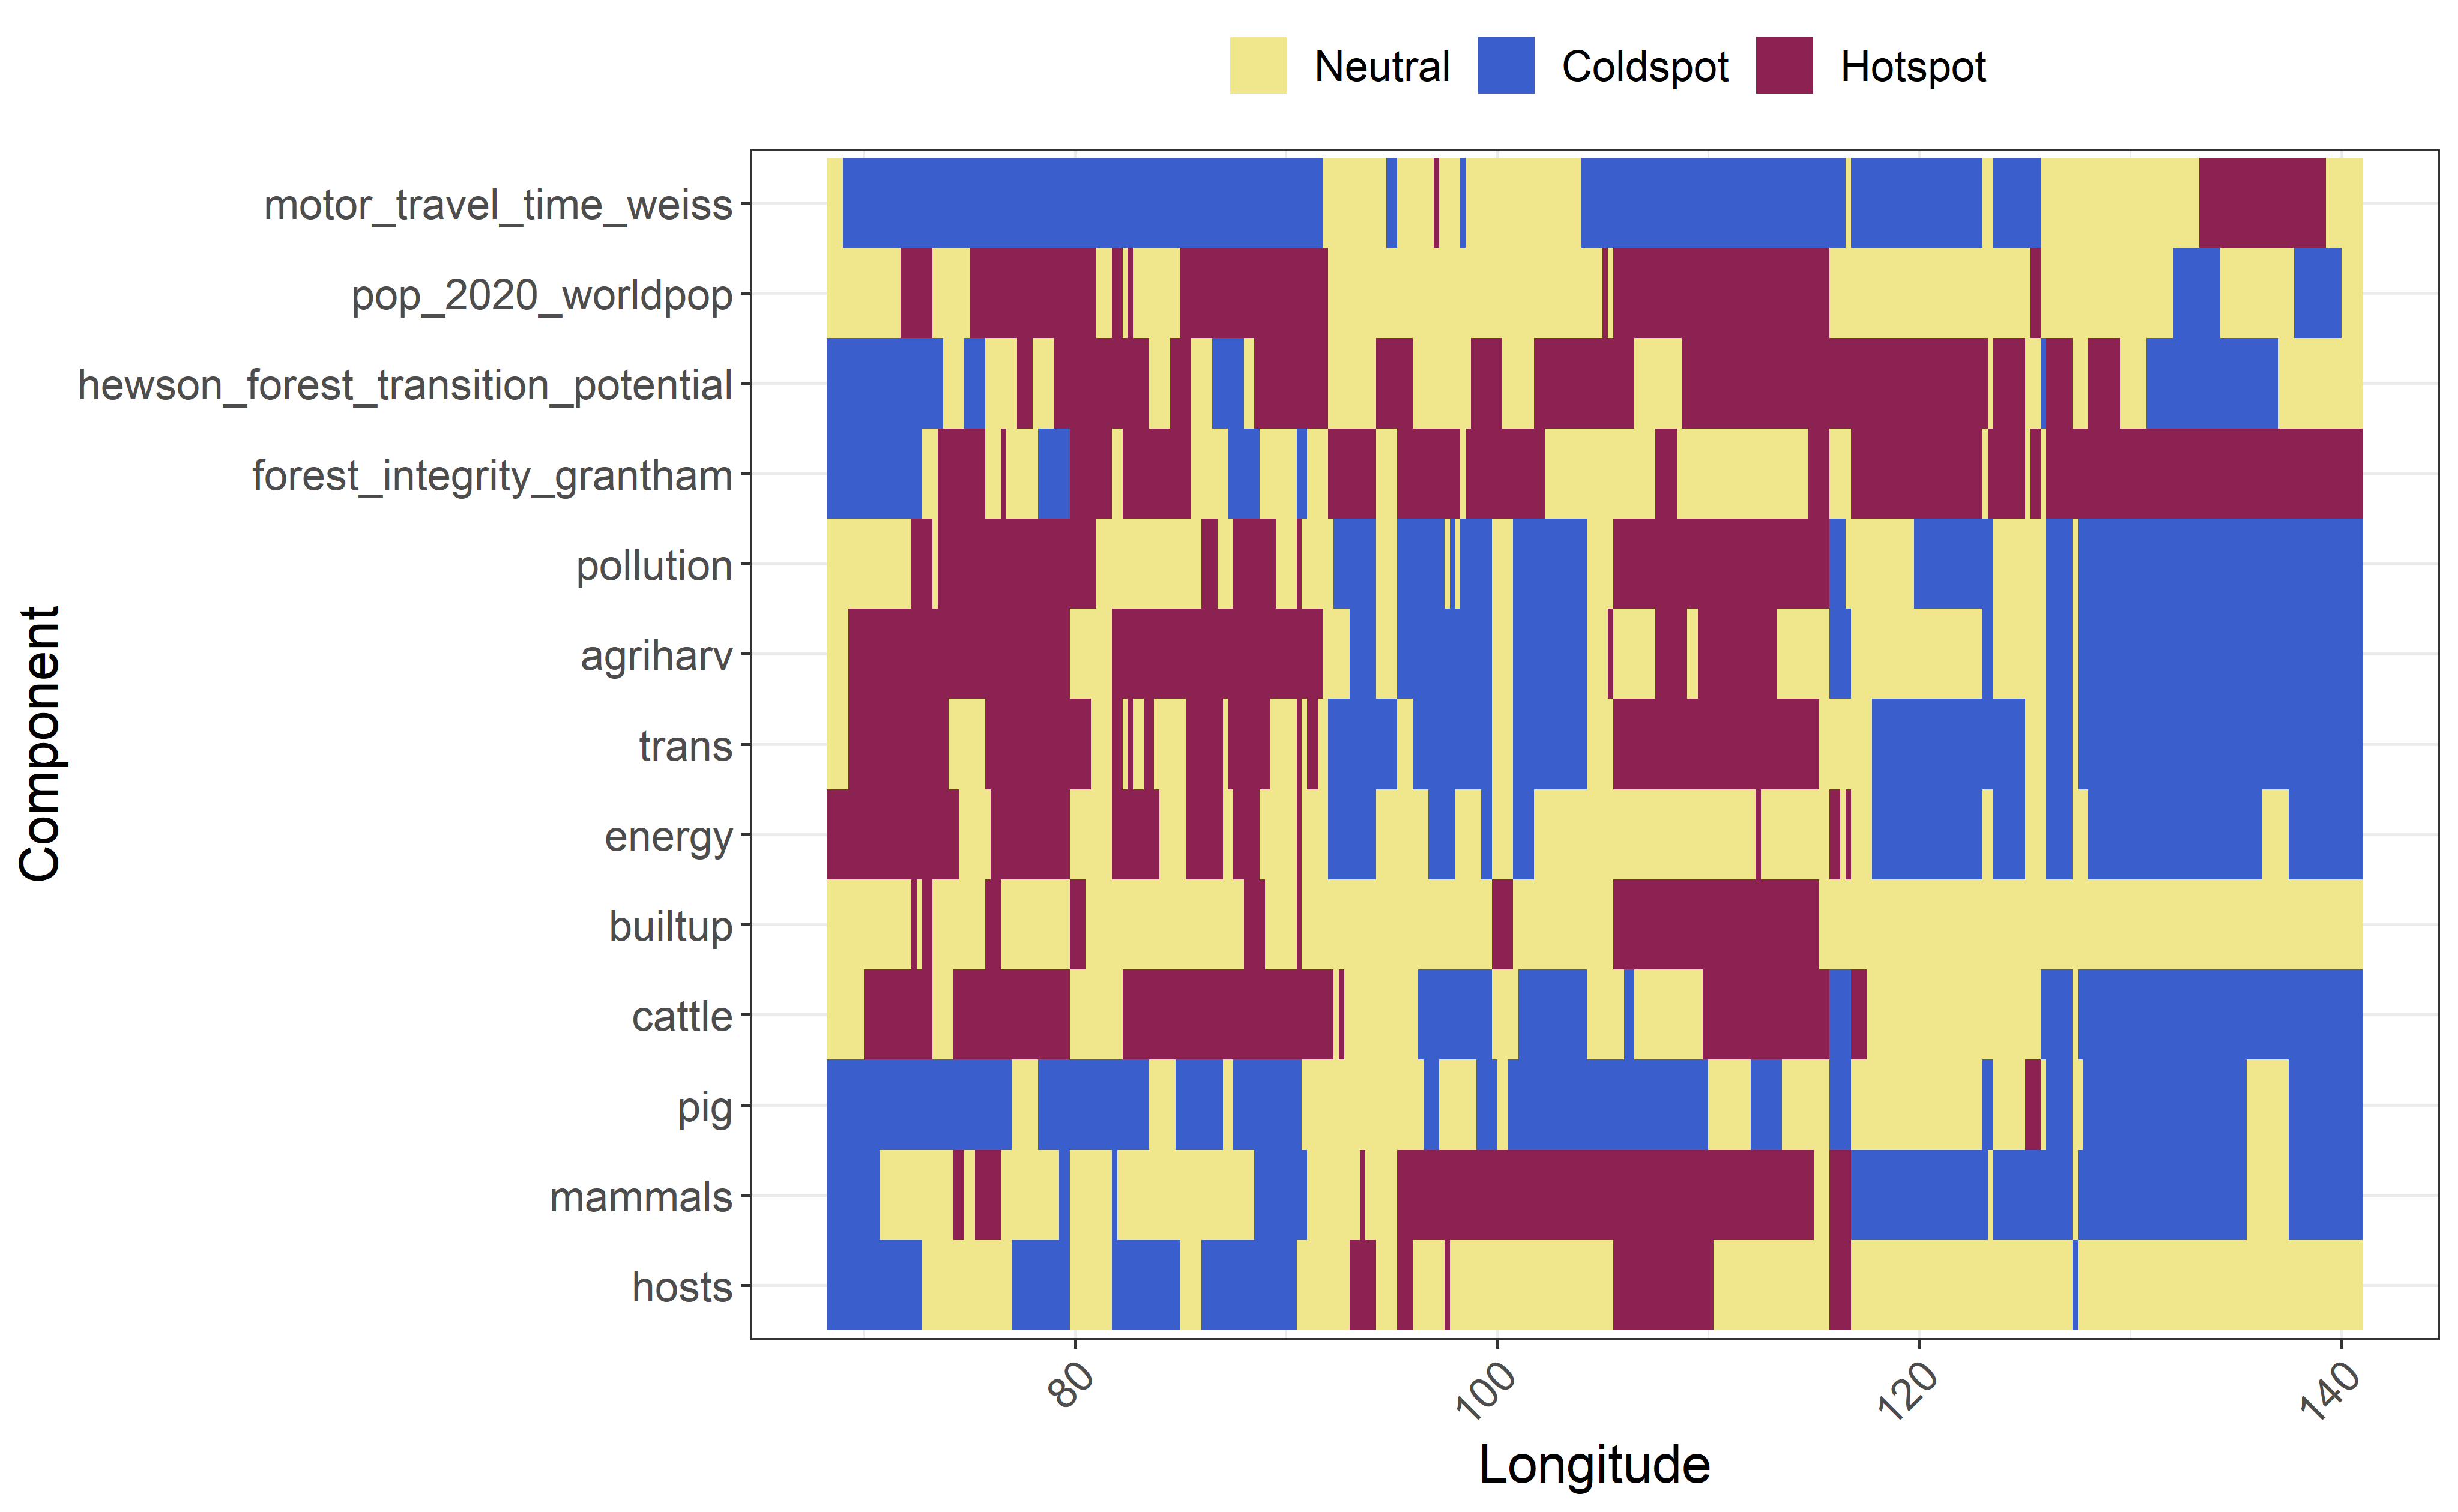 Neutral Coldspot Hotspot
motor_travel_time_weiss
pop_2020_worldpop
hewson_forest_transition_potential
forest_integrity_grantham
pollution
agriharv
trans
energy
builtup
cattle
pig
mammals
hosts
Component
80 100 120 140
Longitude